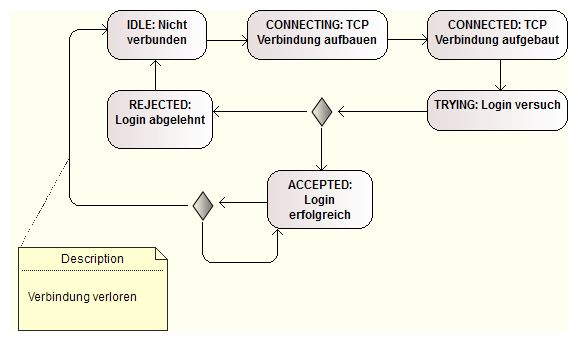 IDLE: Nicht
verbunden
CONNECTING: TCP
Verbindung aufbauen
CONNECTED: TCP
Verbindung aufgebaut
REJECTED:
Login abgelehnt
TRYING: Login versuch
ACCEPTED:
Login
erfolgreich
Description
Verbindung verloren